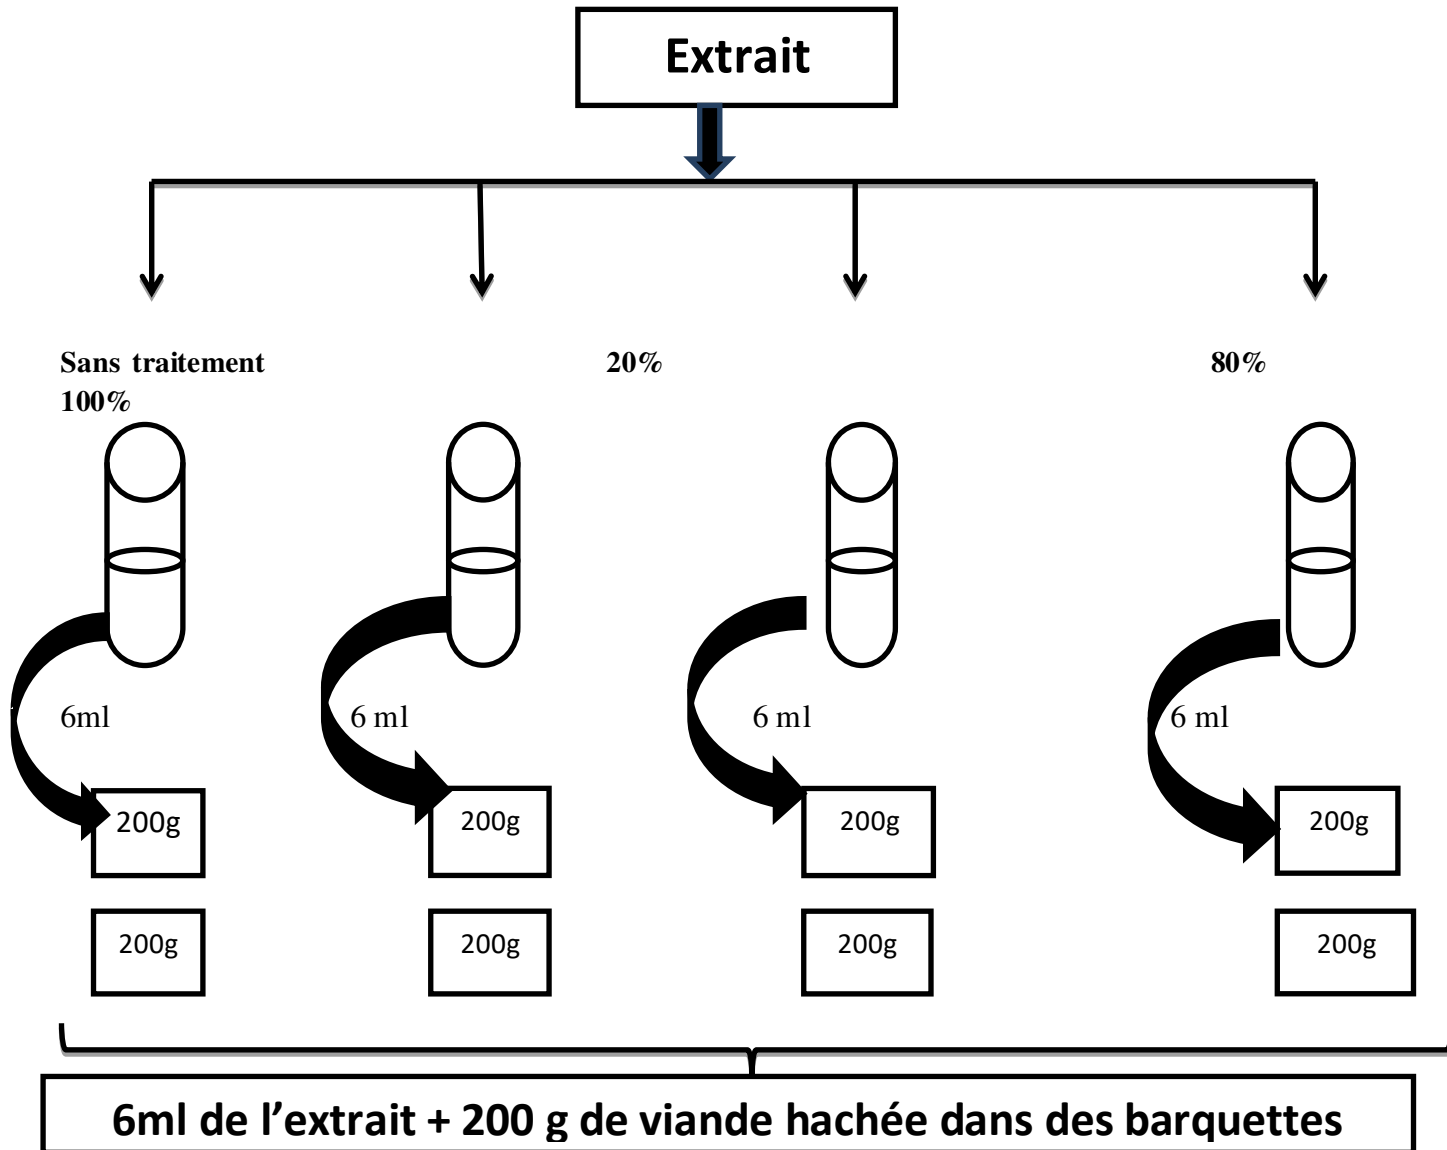 Extrait
Sans traitement 20% 80%
100%
6ml 6 ml 6 ml 6 ml
200g 200g 200g 200g
200g 200g 200g 200g
6ml de l’extrait + 200 g de viande hachée dans des barquettes